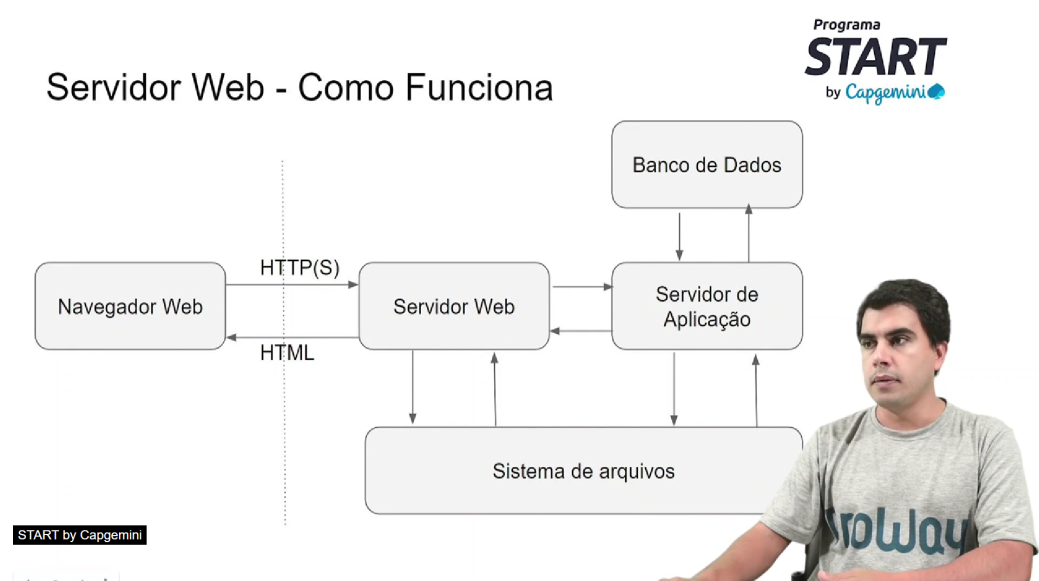 Programa
START
by Capgemini
Servidor Web - Como Funciona
Banco de Dados
HTTP(S)
Navegador Web
Servidor Web
Servidor de
Aplicação
HTML
Sistema de arquivos
START by Capgemini
roway